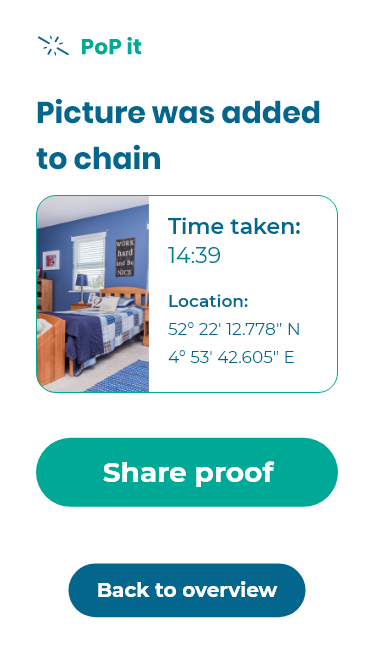 PoP it
Picture was added
to chain
WORK
hard
and Be
NICE
Time taken:
14:39
Location:
52° 22' 12.778" N
4° 53' 42.605" E
Share proof
Back to overview